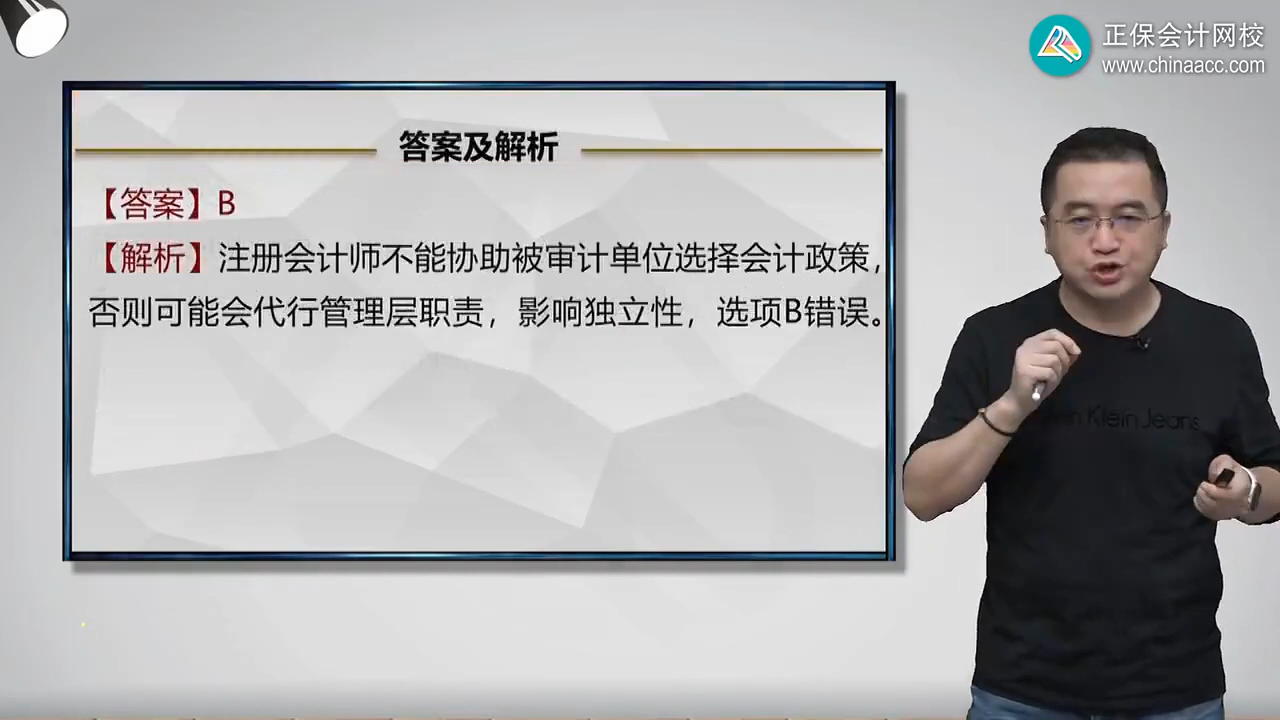 正保会计网校
www.chinaacc.com
答案及解析
【答案】B
【解析】注册会计师不能协助被审计单位选择会计政策，
否则可能会代行管理层职责，影响独立性，选项B错误。
Klein Jeans